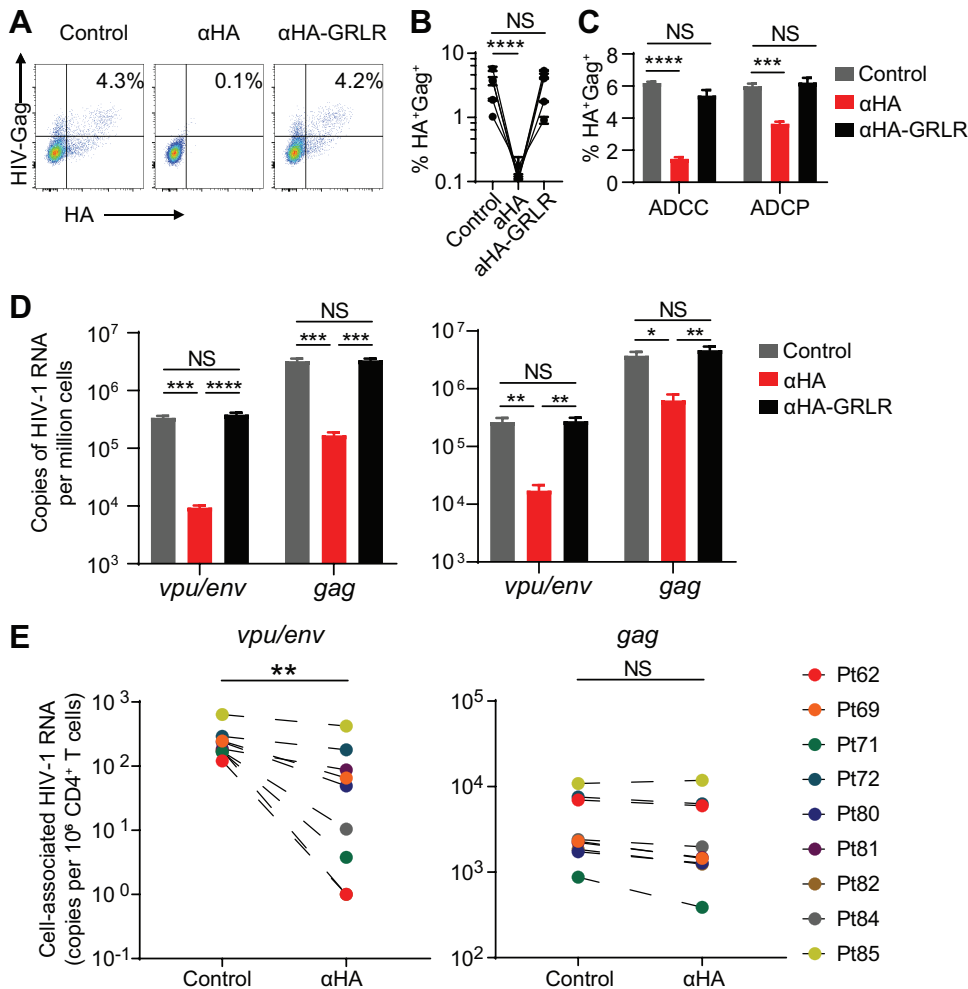 A
Control
αHA
αHA-GRLR
4.3%
0.1%
4.2%
HIV-Gag
HA
B
NS
****
% HA⁺Gag⁺
10
1
0.1
Control
aHA
aHA-GRLR
C
NS
NS
****
***
% HA⁺Gag⁺
8
6
4
2
0
ADCC
ADCP
Control
αHA
αHA-GRLR
D
Copies of HIV-1 RNA
per million cells
10⁷
10⁶
10⁵
10⁴
10³
NS
*** ****
NS
*** ***
vpu/env
gag
10⁷
10⁶
10⁵
10⁴
10³
NS
** **
NS
* **
vpu/env
gag
Control
αHA
αHA-GRLR
E
vpu/env
**
Cell-associated HIV-1 RNA
(copies per 10⁶ CD4⁺ T cells)
10³
10²
10¹
10⁰
10⁻¹
Control
αHA
gag
NS
10⁵
10⁴
10³
10²
Control
αHA
Pt62
Pt69
Pt71
Pt72
Pt80
Pt81
Pt82
Pt84
Pt85